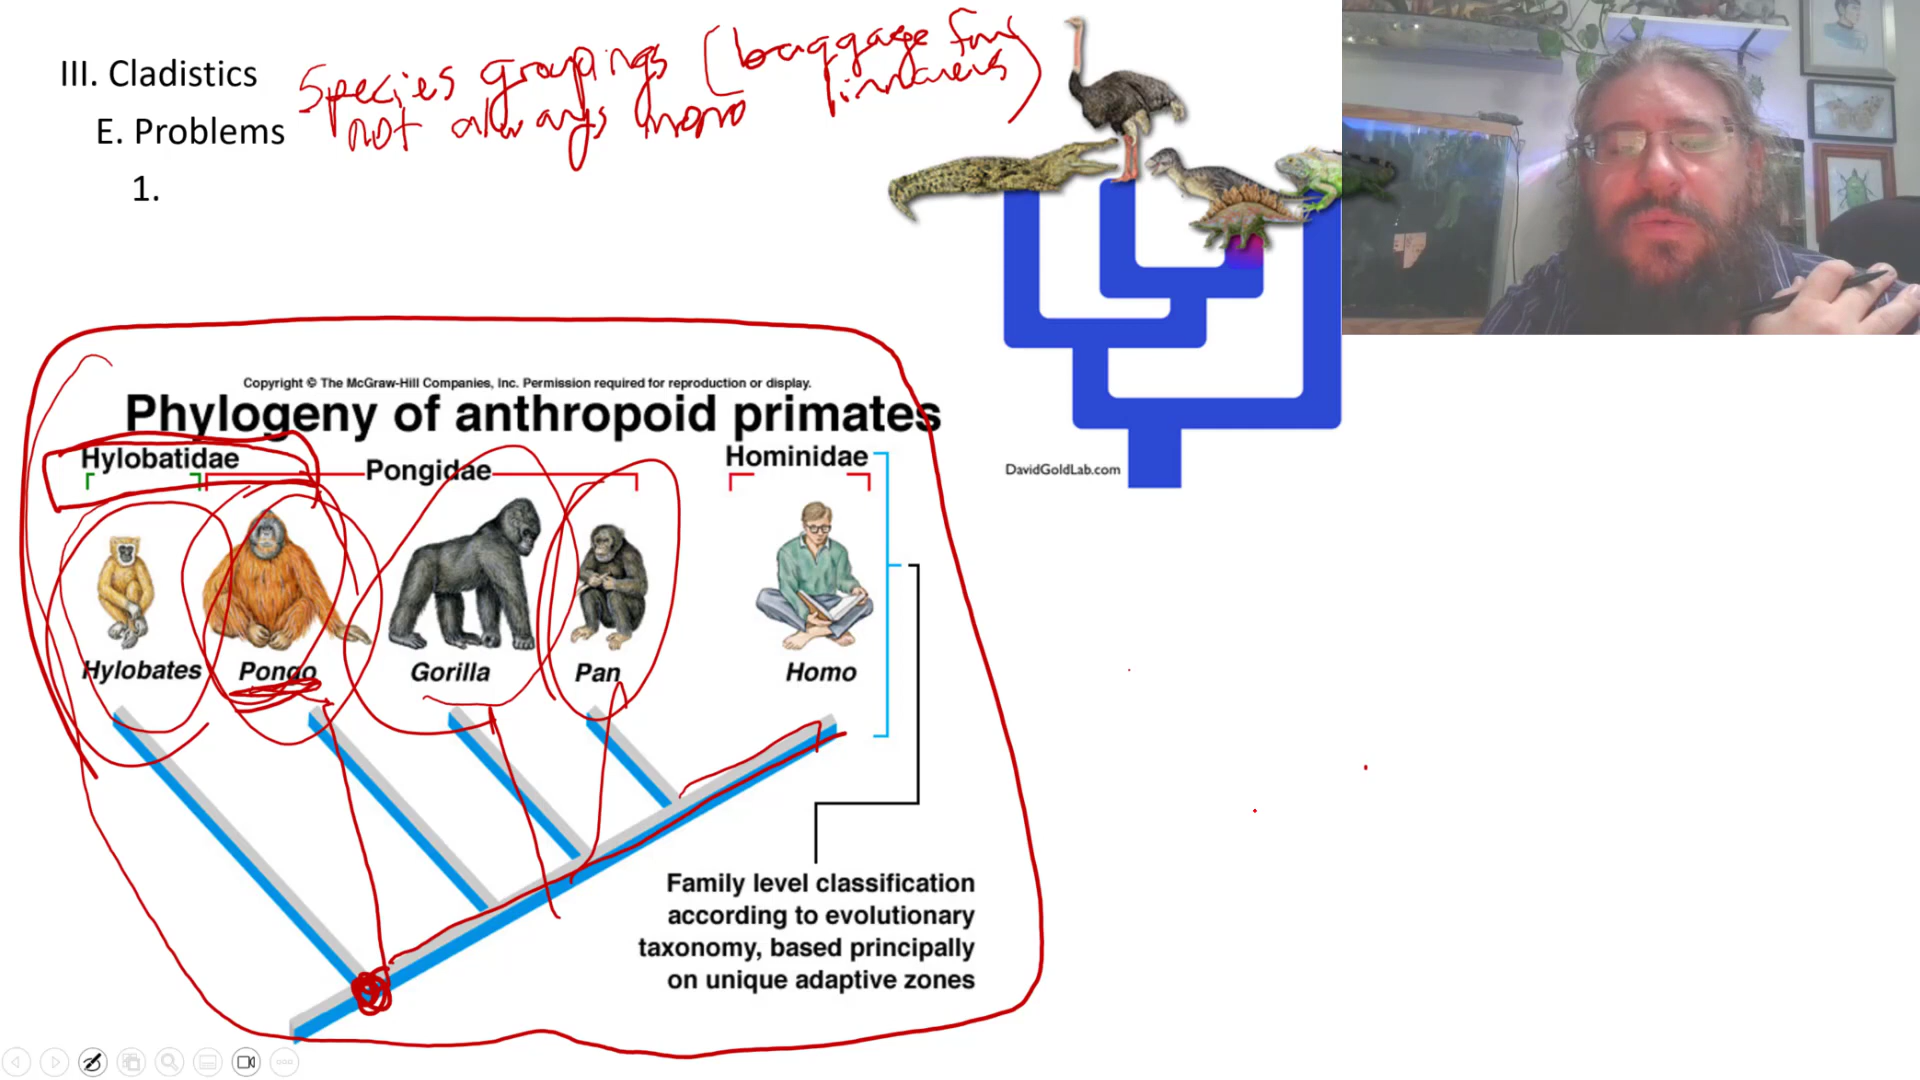 III. Cladistics
E. Problems
1.
Species groupings (baggage from
linnaeus)
not always mono
DavidGoldLab.com
Copyright © The McGraw-Hill Companies, Inc. Permission required for reproduction or display.
Phylogeny of anthropoid primates
Hylobatidae
Pongidae
Hominidae
Hylobates
Pongo
Gorilla
Pan
Homo
Family level classification
according to evolutionary
taxonomy, based principally
on unique adaptive zones